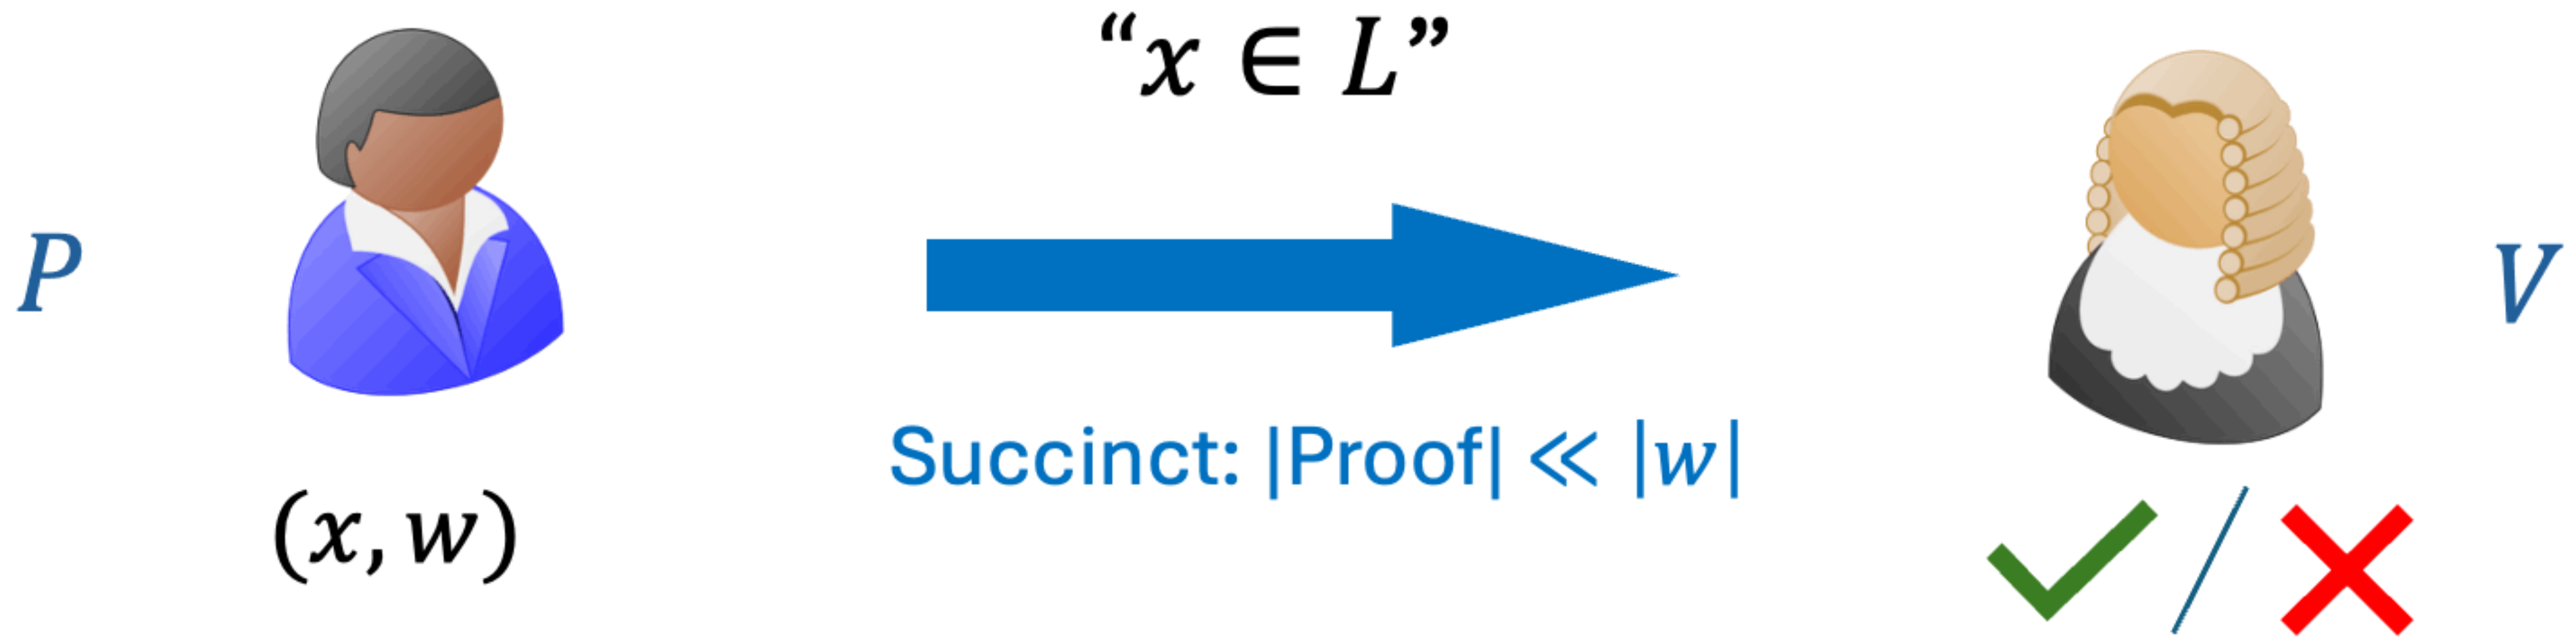 “x ∈ L”
P
V
Succinct: |Proof| ≪ |w|
(x, w)